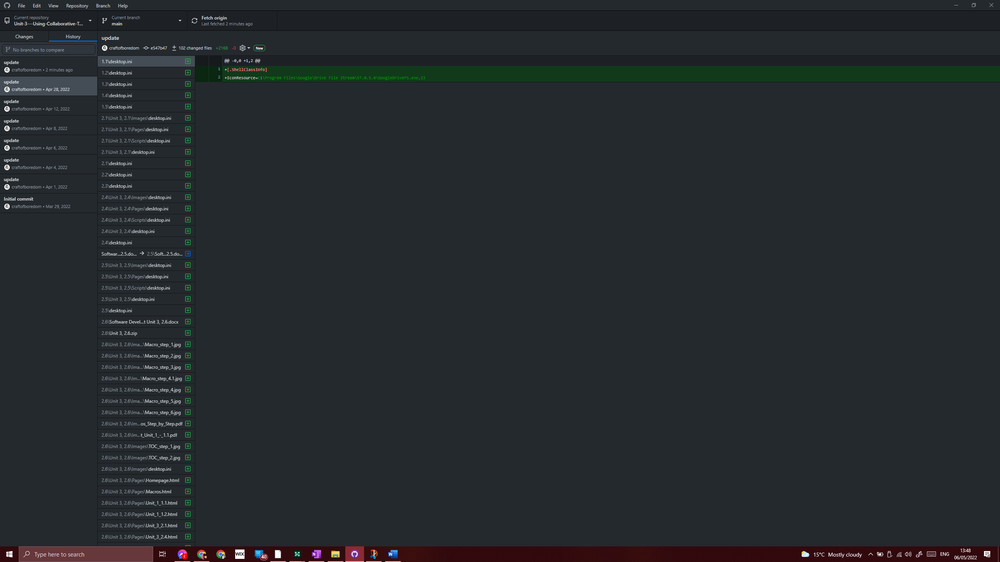 File Edit View Repository Branch Help
Current repository
Unit-3---Using-Collaborative-T...
Current branch
main
Fetch origin
Last fetched 2 minutes ago
Changes
History
No branches to compare
update
craftofboredom • 2 minutes ago
update
craftofboredom • Apr 28, 2022
update
craftofboredom • Apr 12, 2022
update
craftofboredom • Apr 8, 2022
update
craftofboredom • Apr 6, 2022
update
craftofboredom • Apr 4, 2022
update
craftofboredom • Apr 1, 2022
Initial commit
craftofboredom • Mar 29, 2022
update
craftofboredom e547b47 102 changed files +2168 -0 New
1.1\desktop.ini
1.2\desktop.ini
1.3\desktop.ini
1.4\desktop.ini
1.5\desktop.ini
2.1\Unit 3, 2.1\Images\desktop.ini
2.1\Unit 3, 2.1\Pages\desktop.ini
2.1\Unit 3, 2.1\Scripts\desktop.ini
2.1\Unit 3, 2.1\desktop.ini
2.1\desktop.ini
2.2\desktop.ini
2.3\desktop.ini
2.4\Unit 3, 2.4\Images\desktop.ini
2.4\Unit 3, 2.4\Pages\desktop.ini
2.4\Unit 3, 2.4\Scripts\desktop.ini
2.4\Unit 3, 2.4\desktop.ini
2.4\desktop.ini
Softwar...2.5.do... → 2.5\Soft...2.5.do...
2.5\Unit 3, 2.5\Images\desktop.ini
2.5\Unit 3, 2.5\Pages\desktop.ini
2.5\Unit 3, 2.5\Scripts\desktop.ini
2.5\Unit 3, 2.5\desktop.ini
2.5\desktop.ini
2.6\Software Devel...t Unit 3, 2.6.docx
2.6\Unit 3, 2.6.zip
2.6\Unit 3, 2.6\Ima...\Macro_step_1.jpg
2.6\Unit 3, 2.6\Ima...\Macro_step_2.jpg
2.6\Unit 3, 2.6\Ima...\Macro_step_3.jpg
2.6\Unit 3, 2.6\Im...\Macro_step_4.1.jpg
2.6\Unit 3, 2.6\Ima...\Macro_step_4.jpg
2.6\Unit 3, 2.6\Ima...\Macro_step_5.jpg
2.6\Unit 3, 2.6\Ima...\Macro_step_6.jpg
2.6\Unit 3, 2.6\Im...os_Step_by_Step.pdf
2.6\Unit 3, 2.6\Im...t_Unit_1_-_1.1.pdf
2.6\Unit 3, 2.6\Images\TOC_step_1.jpg
2.6\Unit 3, 2.6\Images\TOC_step_2.jpg
2.6\Unit 3, 2.6\Images\desktop.ini
2.6\Unit 3, 2.6\Pages\Homepage.html
2.6\Unit 3, 2.6\Pages\Macros.html
2.6\Unit 3, 2.6\Pages\Unit_1_1.1.html
2.6\Unit 3, 2.6\Pages\Unit_1_1.2.html
2.6\Unit 3, 2.6\Pages\Unit_3_2.1.html
2.6\Unit 3, 2.6\Pages\Unit_3_2.4.html
@@ -0,0 +1,2 @@
1 +[.ShellClassInfo]
2 +IconResource=C:\Program Files\Google\Drive File Stream\57.0.5.0\GoogleDriveFS.exe,23
Type here to search
2
WIX
40
N
W
15°C Mostly cloudy
ENG
13:48
06/05/2022